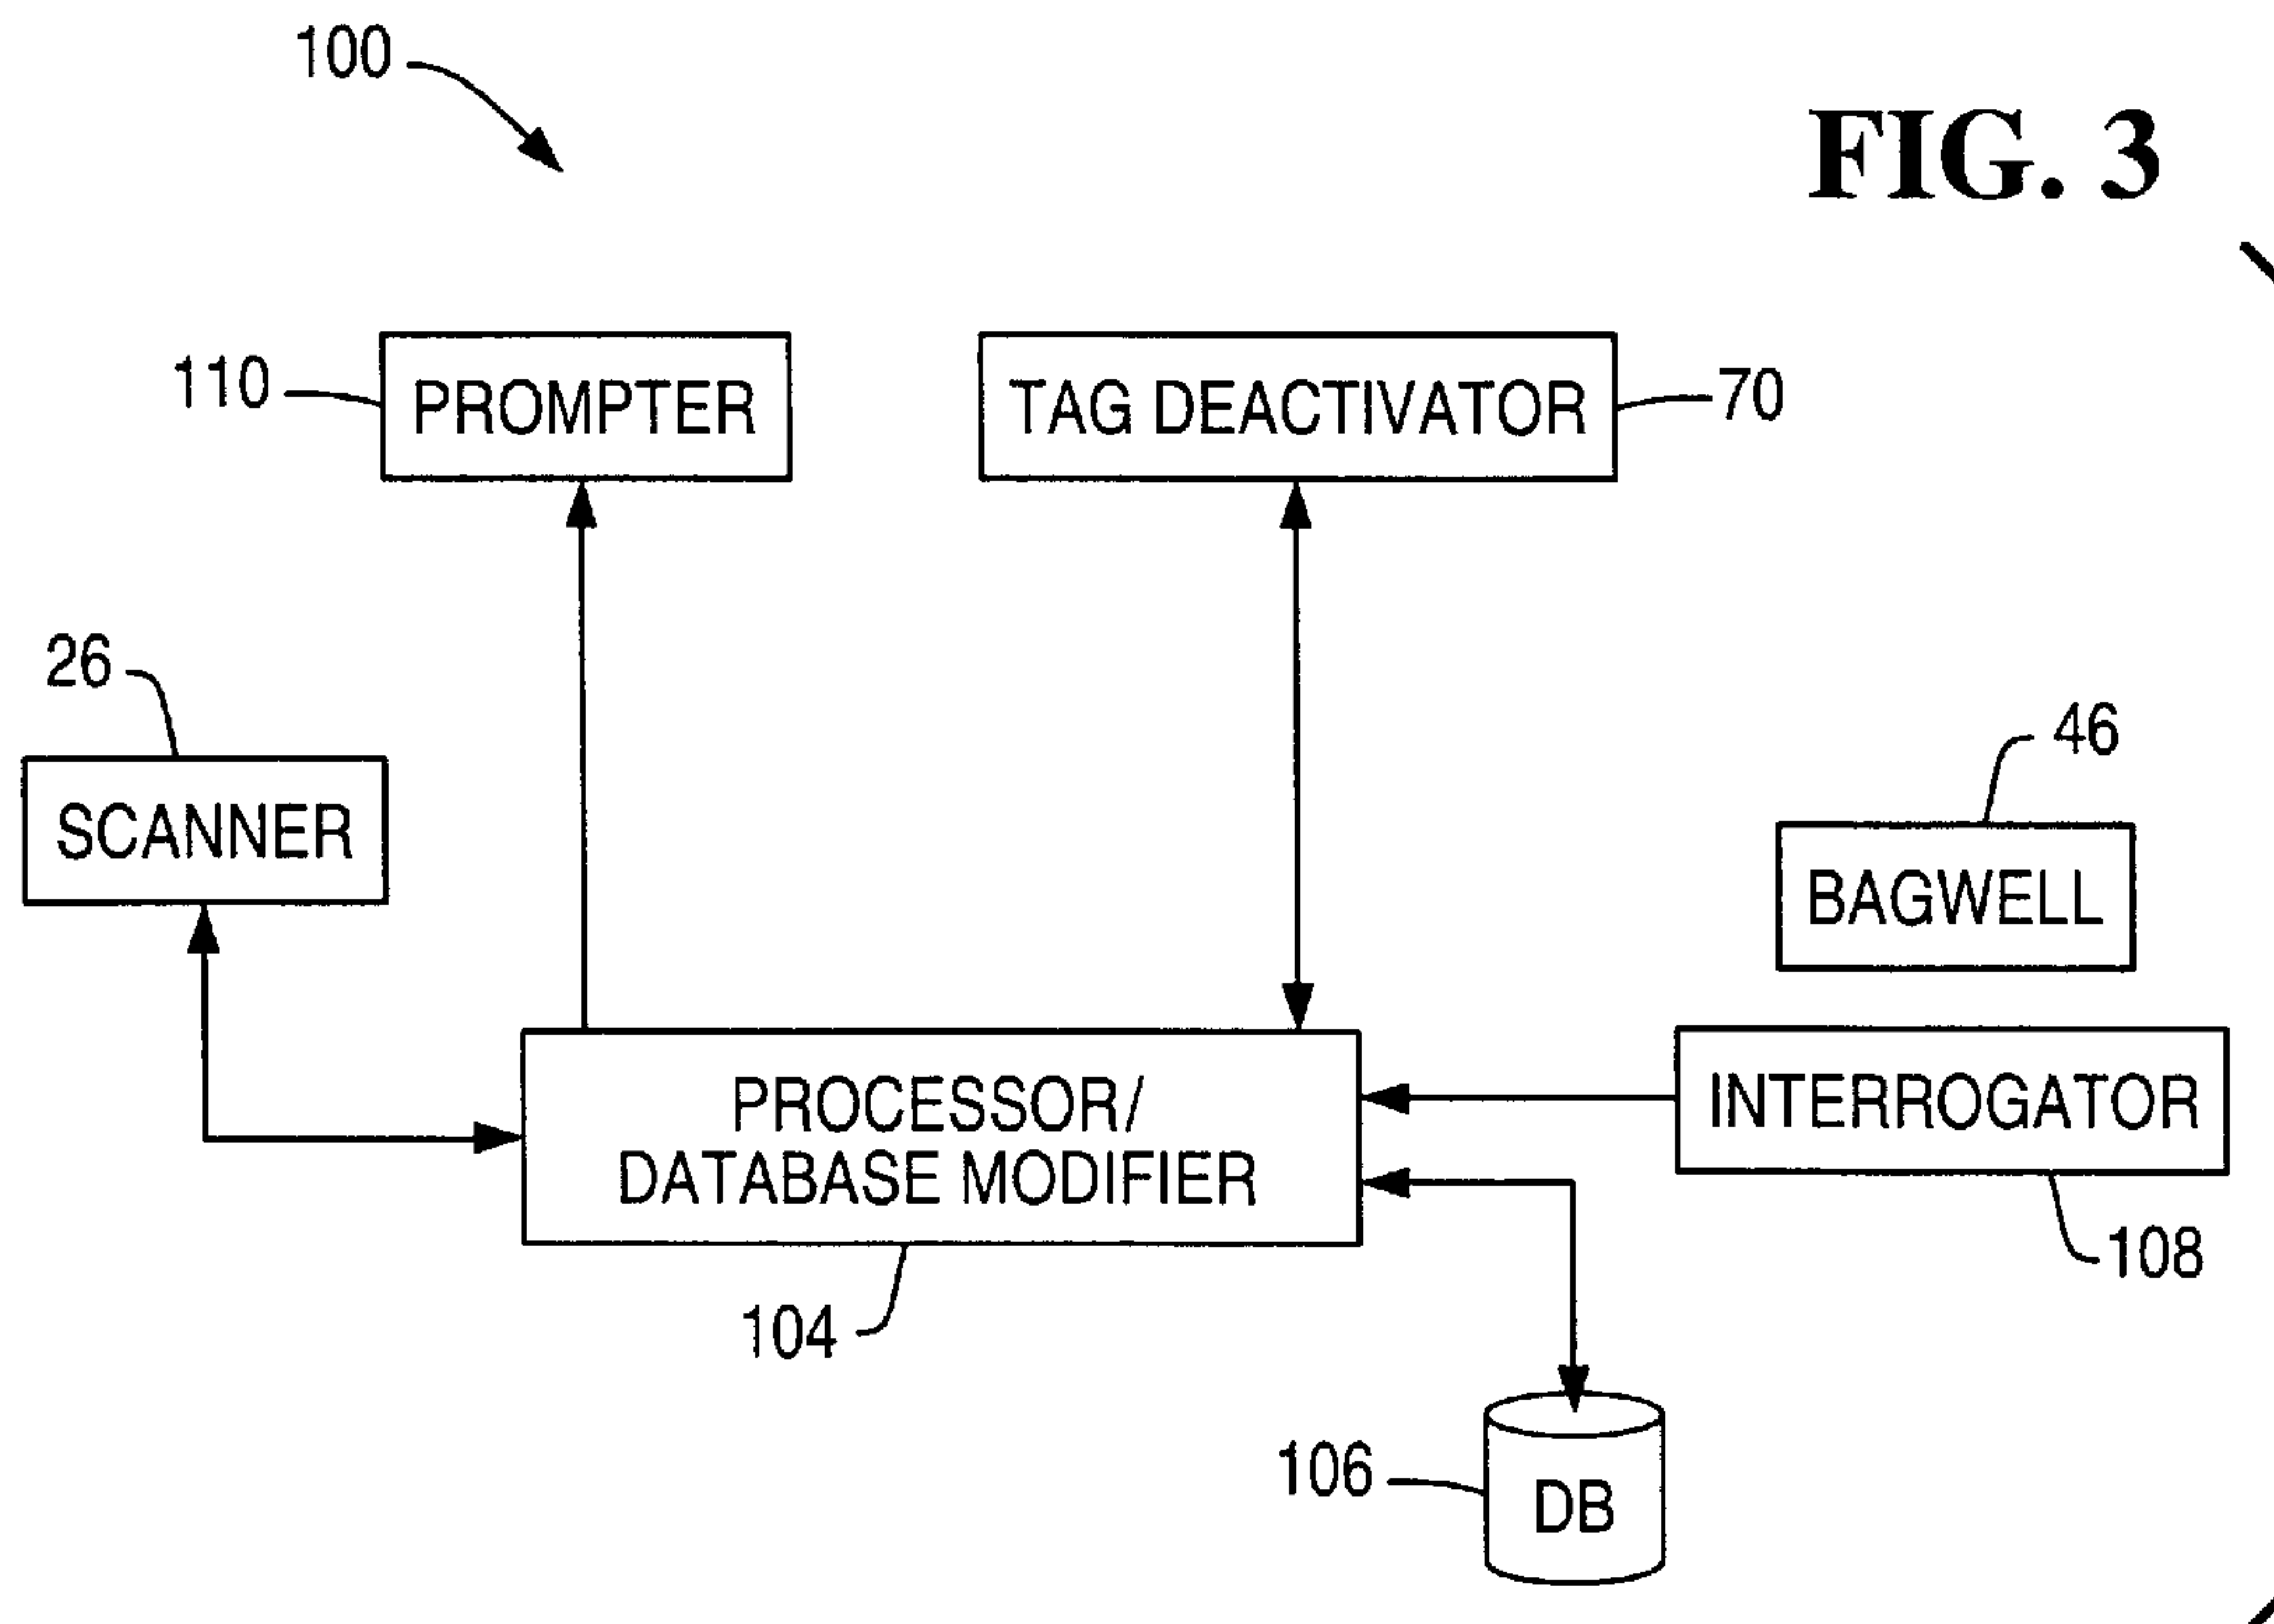 100
FIG. 3
110
PROMPTER
TAG DEACTIVATOR
70
26
SCANNER
46
BAGWELL
PROCESSOR/
DATABASE MODIFIER
INTERROGATOR
104
108
106
DB